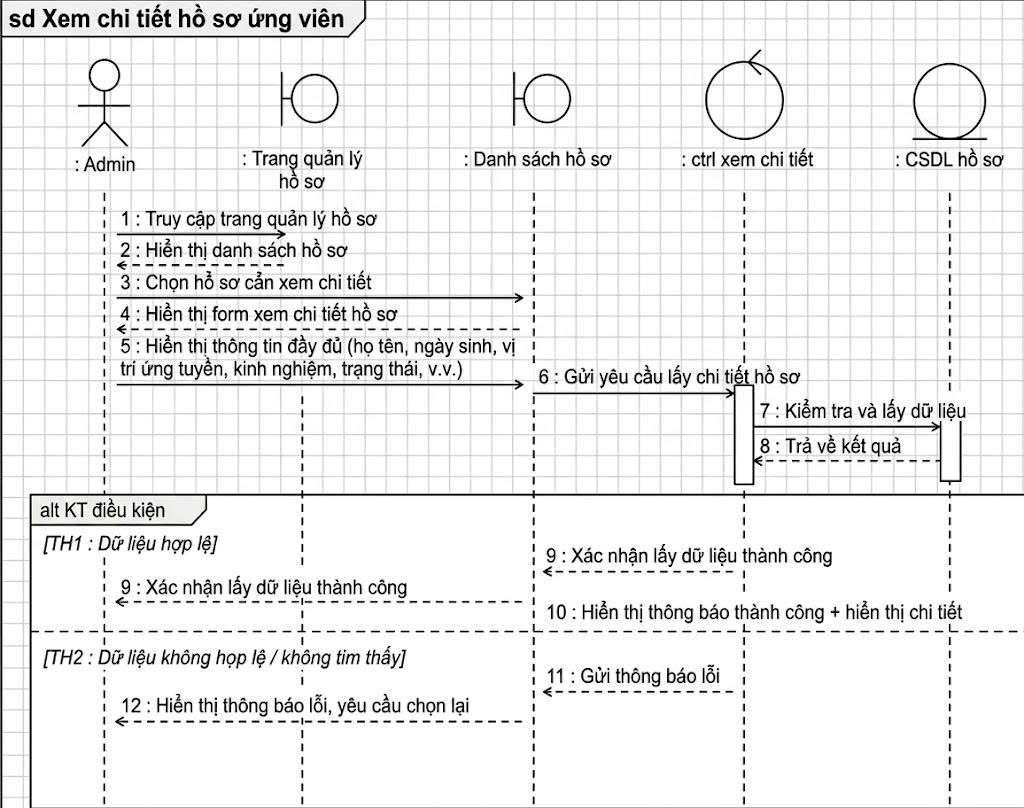 sd Xem chi tiết hồ sơ ứng viên
: Admin
: Trang quản lý
hồ sơ
: Danh sách hồ sơ
: ctrl xem chi tiết
: CSDL hồ sơ
1 : Truy cập trang quản lý hồ sơ
2 : Hiển thị danh sách hồ sơ
3 : Chọn hổ sơ cẩn xem chi tiết
4 : Hiển thị form xem chi tiết hồ sơ
5 : Hiển thị thông tin đầy đủ (họ tên, ngày sinh, vị
trí ứng tuyền, kinh nghiệm, trạng thái, v.v.)
6 : Gửi yêu cầu lấy chi tiết hồ sơ
7 : Kiểm tra và lấy dữ liệu
8 : Trả về kết quả
alt KT điều kiện
[TH1 : Dữ liệu hợp lệ]
9 : Xác nhận lấy dữ liệu thành công
9 : Xác nhận lấy dữ liệu thành công
10 : Hiển thị thông báo thành công + hiển thị chi tiết
[TH2 : Dữ liệu không họp lệ / không tim thấy]
11 : Gửi thông báo lỗi
12 : Hiển thị thông báo lỗi, yêu cầu chọn lại